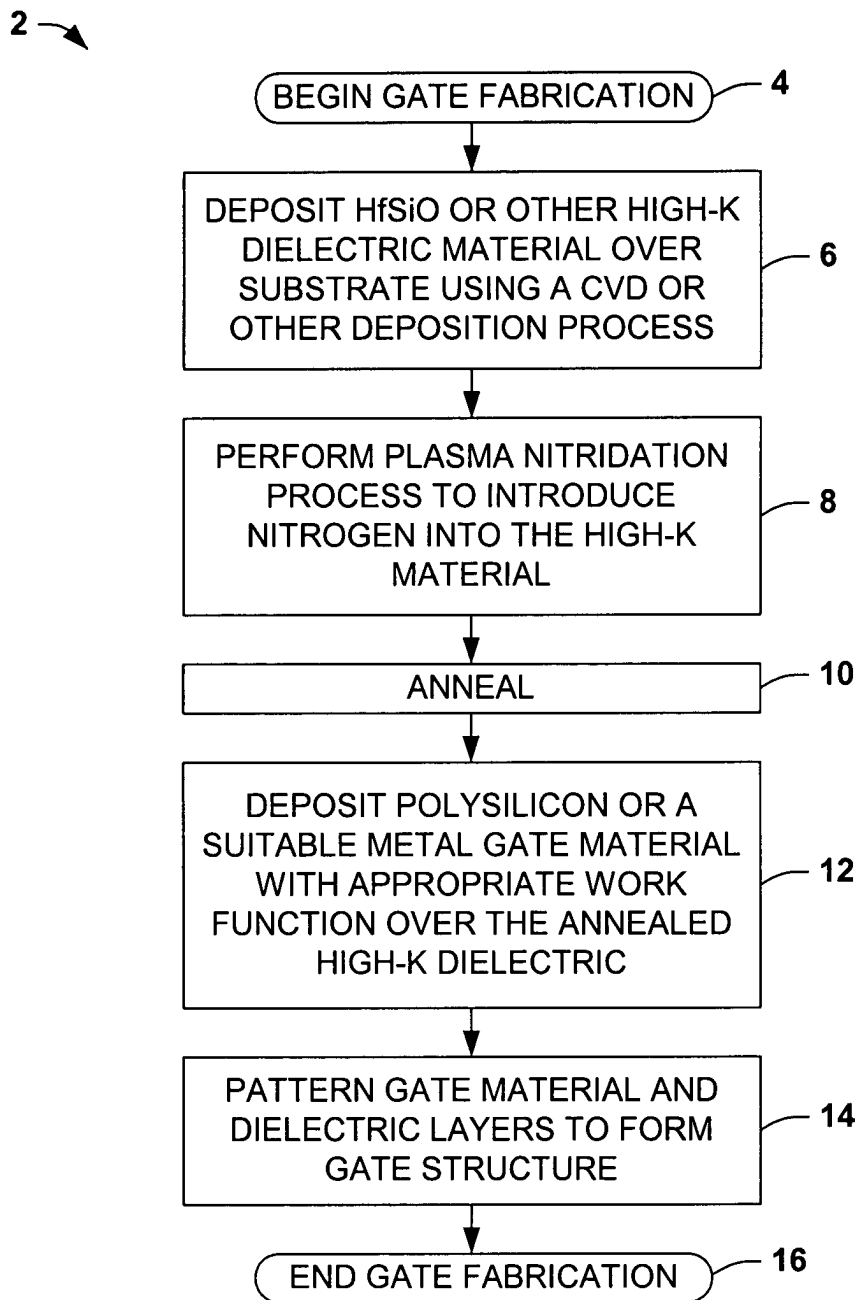 2
BEGIN GATE FABRICATION
4
DEPOSIT HfSiO OR OTHER HIGH-K
DIELECTRIC MATERIAL OVER
SUBSTRATE USING A CVD OR
OTHER DEPOSITION PROCESS
6
PERFORM PLASMA NITRIDATION
PROCESS TO INTRODUCE
NITROGEN INTO THE HIGH-K
MATERIAL
8
ANNEAL
10
DEPOSIT POLYSILICON OR A
SUITABLE METAL GATE MATERIAL
WITH APPROPRIATE WORK
FUNCTION OVER THE ANNEALED
HIGH-K DIELECTRIC
12
PATTERN GATE MATERIAL AND
DIELECTRIC LAYERS TO FORM
GATE STRUCTURE
14
END GATE FABRICATION
16